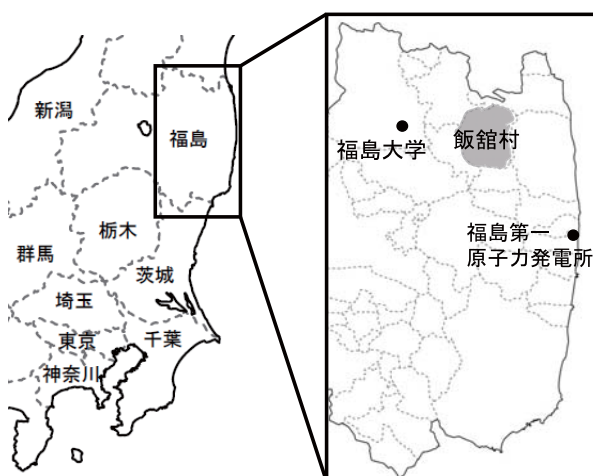 新潟
福島
栃木
群馬
茨城
埼玉
東京
千葉
神奈川
福島大学
飯舘村
福島第一
原子力発電所